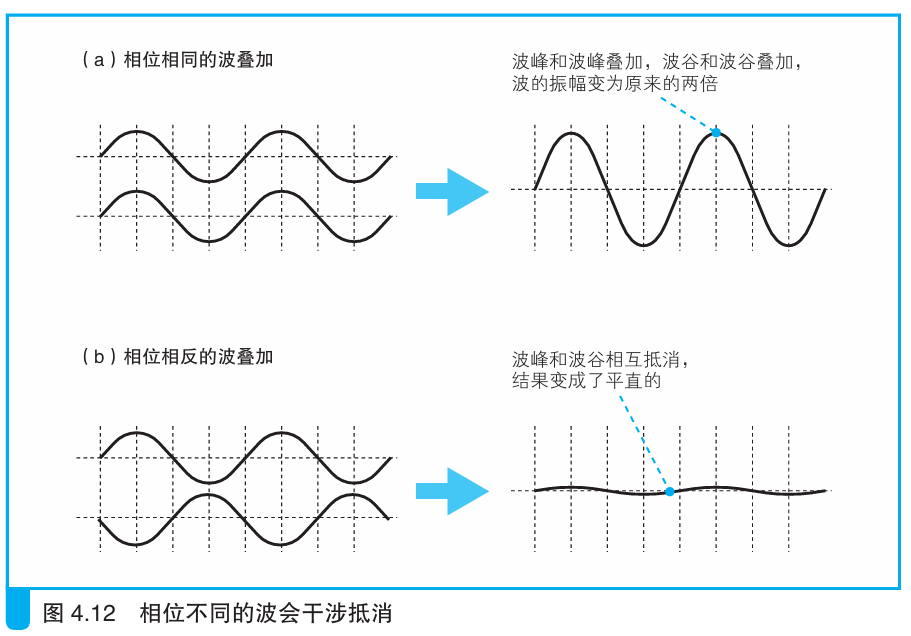 （a）相位相同的波叠加
波峰和波峰叠加，波谷和波谷叠加，
波的振幅变为原来的两倍
（b）相位相反的波叠加
波峰和波谷相互抵消，
结果变成了平直的
图 4.12　相位不同的波会干涉抵消